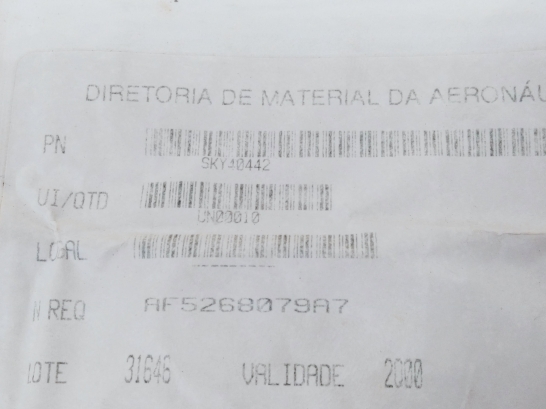 DIRETORIA DE MATERIAL DA AERONÁU
PN
SKY40442
UI/QTD
UN00010
LOCAL
N REQ AF5268079A7
LOTE 31646 VALIDADE 2000